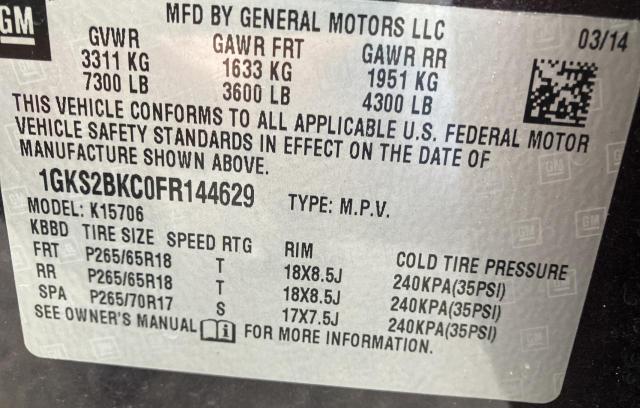 GM
MFD BY GENERAL MOTORS LLC
03/14
GVWR GAWR FRT GAWR RR
3311 KG 1633 KG 1951 KG
7300 LB 3600 LB 4300 LB
THIS VEHICLE CONFORMS TO ALL APPLICABLE U.S. FEDERAL MOTOR
VEHICLE SAFETY STANDARDS IN EFFECT ON THE DATE OF
MANUFACTURE SHOWN ABOVE.
1GKS2BKC0FR144629 TYPE: M.P.V.
MODEL: K15706
KBBD TIRE SIZE SPEED RTG RIM COLD TIRE PRESSURE
FRT P265/65R18 T 18X8.5J 240KPA(35PSI)
RR P265/65R18 T 18X8.5J 240KPA(35PSI)
SPA P265/70R17 S 17X7.5J 240KPA(35PSI)
SEE OWNER'S MANUAL i FOR MORE INFORMATION.